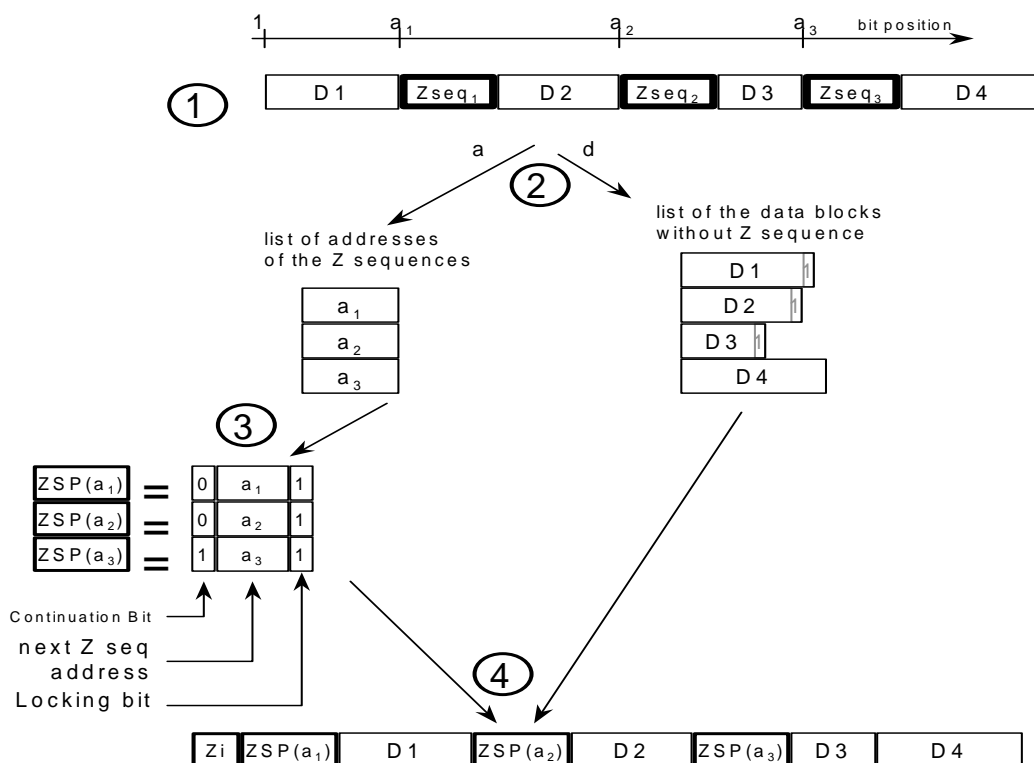 1 a₁ a₂ a₃ bit position
1 D1 Zseq₁ D2 Zseq₂ D3 Zseq₃ D4
a d
2
list of addresses
of the Z sequences
list of the data blocks
without Z sequence
a₁
a₂
a₃
D1 1
D2 1
D3 1
D4
3
ZSP(a₁) = 0 a₁ 1
ZSP(a₂) = 0 a₂ 1
ZSP(a₃) = 1 a₃ 1
Continuation Bit
next Z seq
address
Locking bit
4
Zi ZSP(a₁) D1 ZSP(a₂) D2 ZSP(a₃) D3 D4